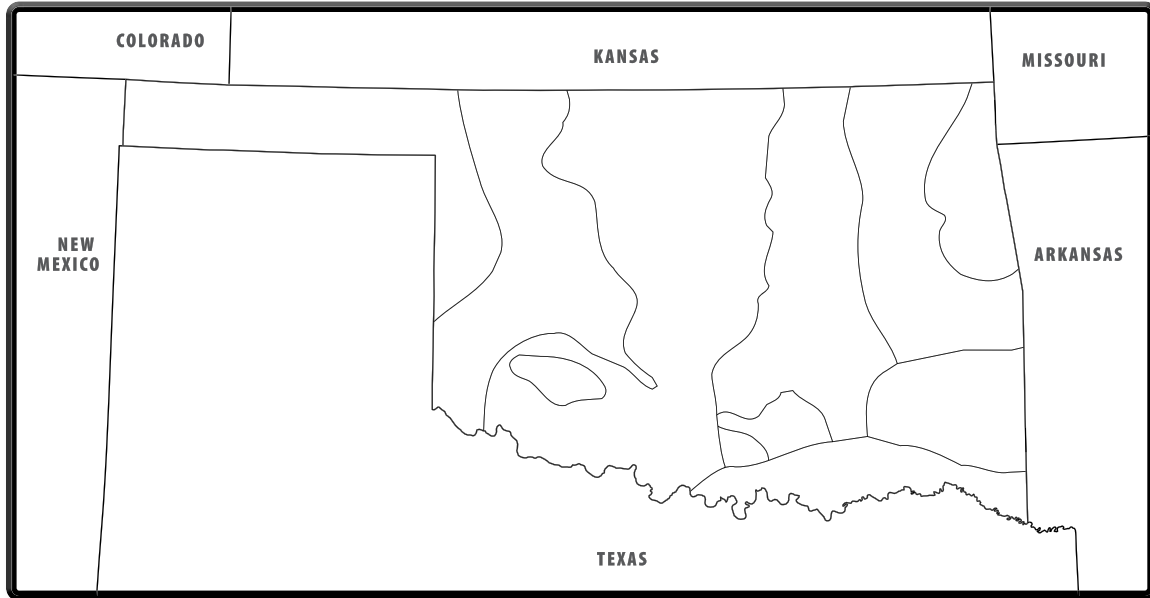 COLORADO
KANSAS
MISSOURI
NEW
MEXICO
ARKANSAS
TEXAS